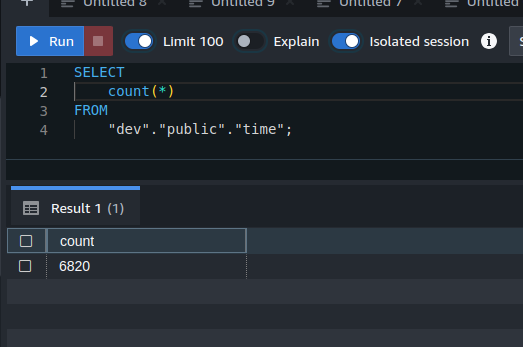 Untitled 8
Untitled 9
Untitled 7
Untitled
Run
Limit 100
Explain
Isolated session
1 SELECT
2 count(*)
3 FROM
4 "dev"."public"."time";
Result 1 (1)
count
6820